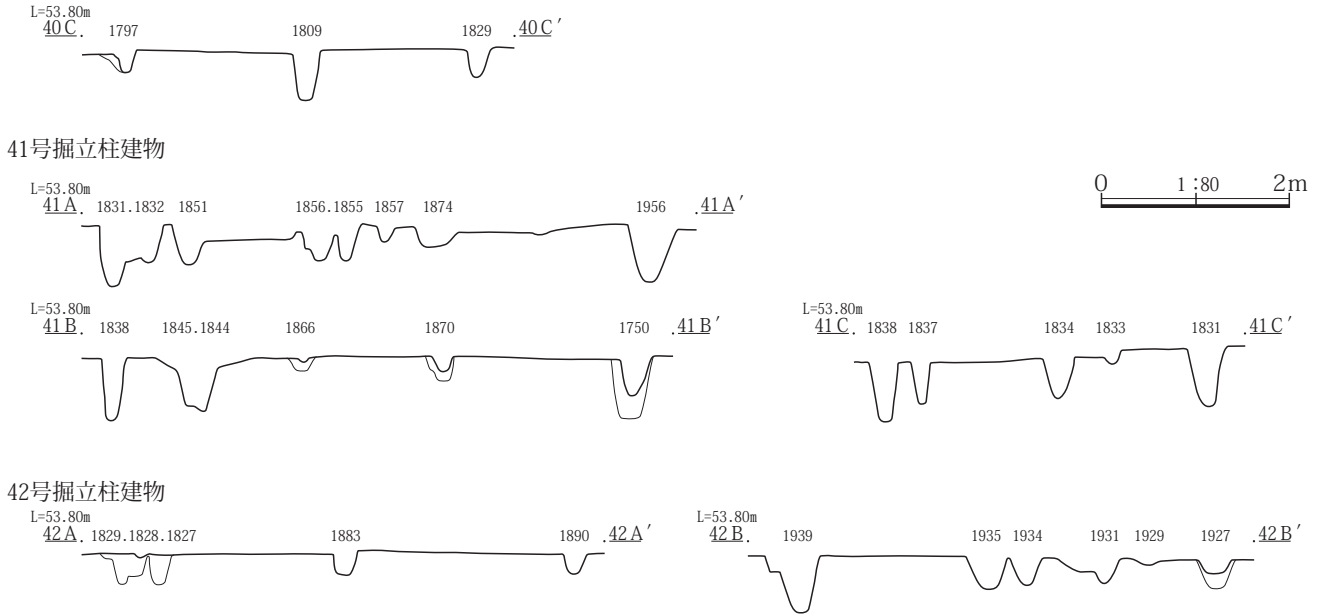 L=53.80m
40C. 1797 1809 1829 .40C′
41号掘立柱建物
L=53.80m
41A. 1831.1832 1851 1856.1855 1857 1874 1956 .41A′
0 1:80 2m
L=53.80m
41B. 1838 1845.1844 1866 1870 1750 .41B′
L=53.80m
41C. 1838 1837 1834 1833 1831 .41C′
42号掘立柱建物
L=53.80m
42A. 1829.1828.1827 1883 1890 .42A′
L=53.80m
42B. 1939 1935 1934 1931 1929 1927 .42B′